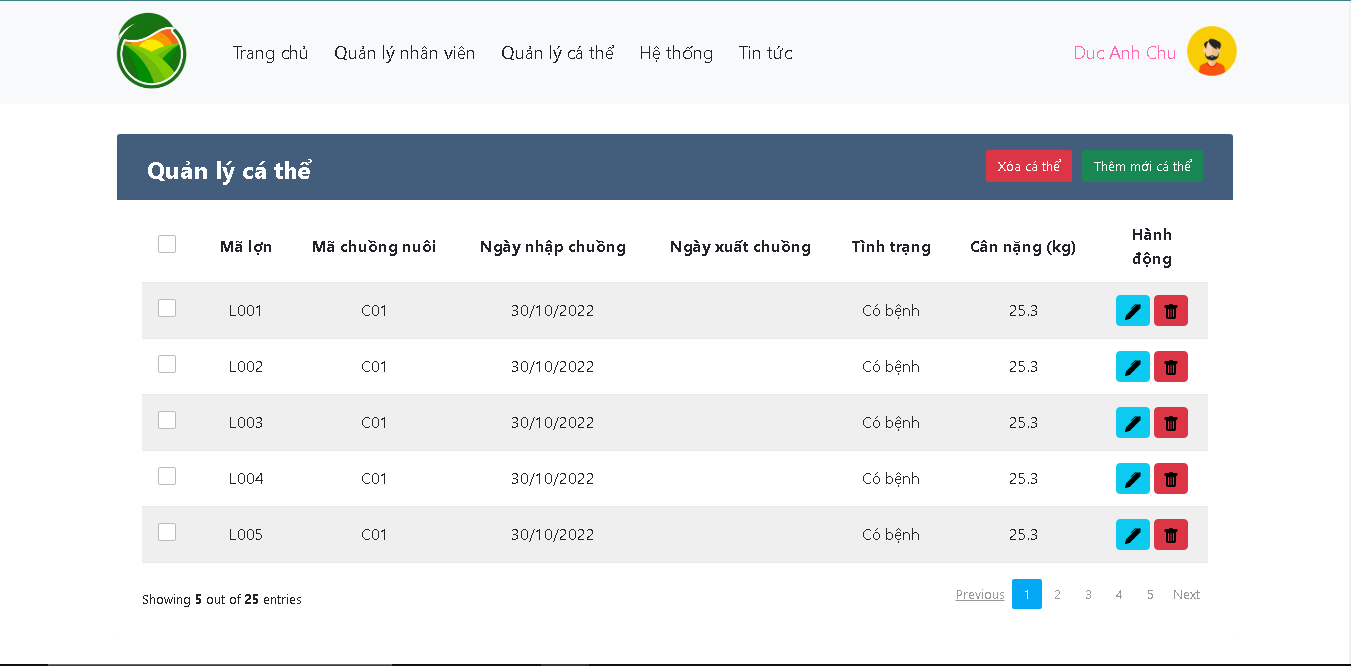 Trang chủ Quản lý nhân viên Quản lý cá thể Hệ thống Tin tức Duc Anh Chu
Quản lý cá thể Xóa cá thể Thêm mới cá thể
Mã lợn Mã chuồng nuôi Ngày nhập chuồng Ngày xuất chuồng Tình trạng Cân nặng (kg) Hành
động
L001 C01 30/10/2022 Có bệnh 25.3
L002 C01 30/10/2022 Có bệnh 25.3
L003 C01 30/10/2022 Có bệnh 25.3
L004 C01 30/10/2022 Có bệnh 25.3
L005 C01 30/10/2022 Có bệnh 25.3
Showing 5 out of 25 entries Previous 1 2 3 4 5 Next